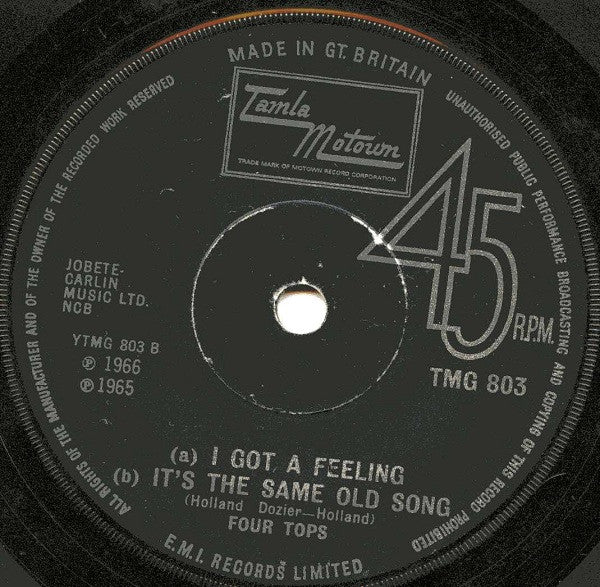 MADE IN GT. BRITAIN
Tamla
Motown
TRADE MARK OF MOTOWN RECORD CORPORATION
45
R.P.M.
TMG 803
JOBETE-
CARLIN
MUSIC LTD.
NCB
YTMG 803 B
℗ 1966
℗ 1965
(a) I GOT A FEELING
(b) IT'S THE SAME OLD SONG
(Holland Dozier—Holland)
FOUR TOPS
E.M.I. RECORDS LIMITED
ALL RIGHTS OF THE MANUFACTURER AND OF THE OWNER OF THE RECORDED WORK RESERVED
UNAUTHORISED PUBLIC PERFORMANCE BROADCASTING AND COPYING OF THIS RECORD PROHIBITED